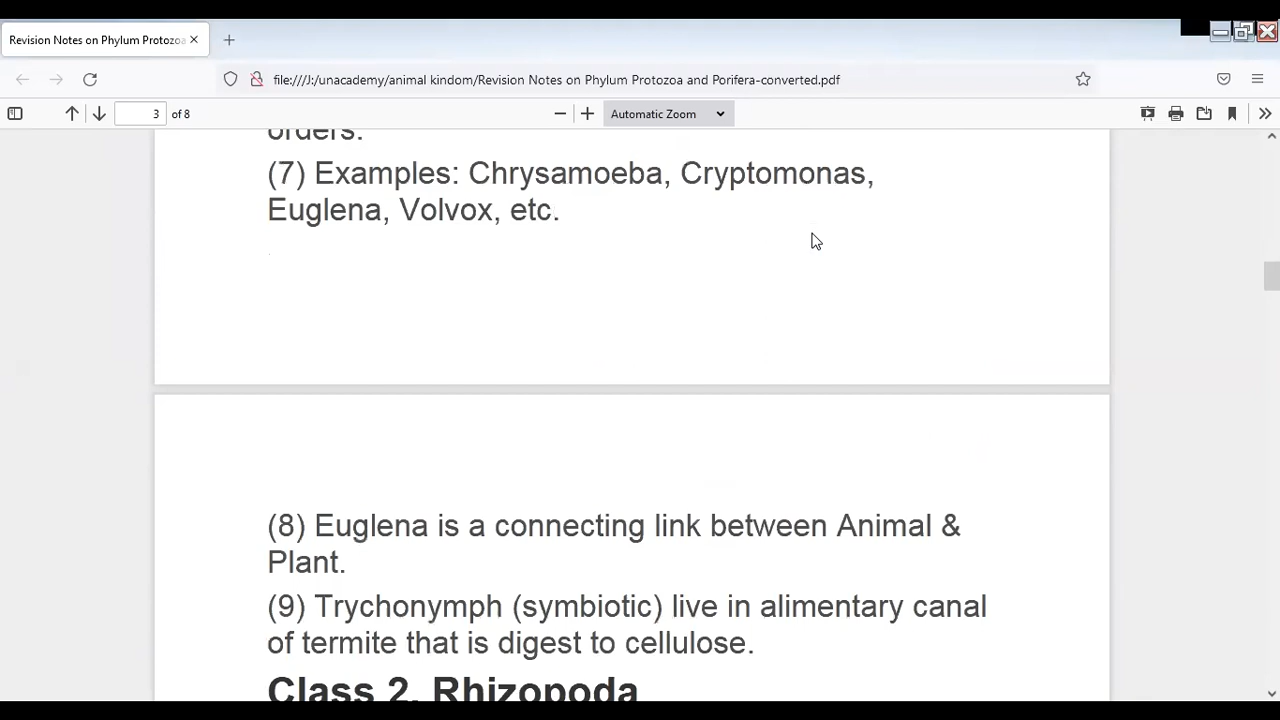 Revision Notes on Phylum Protozoa
file:///J:/unacademy/animal kindom/Revision Notes on Phylum Protozoa and Porifera-converted.pdf
3 of 8
Automatic Zoom
orders.
(7) Examples: Chrysamoeba, Cryptomonas,
Euglena, Volvox, etc.
(8) Euglena is a connecting link between Animal &
Plant.
(9) Trychonymph (symbiotic) live in alimentary canal
of termite that is digest to cellulose.
Class 2. Rhizopoda